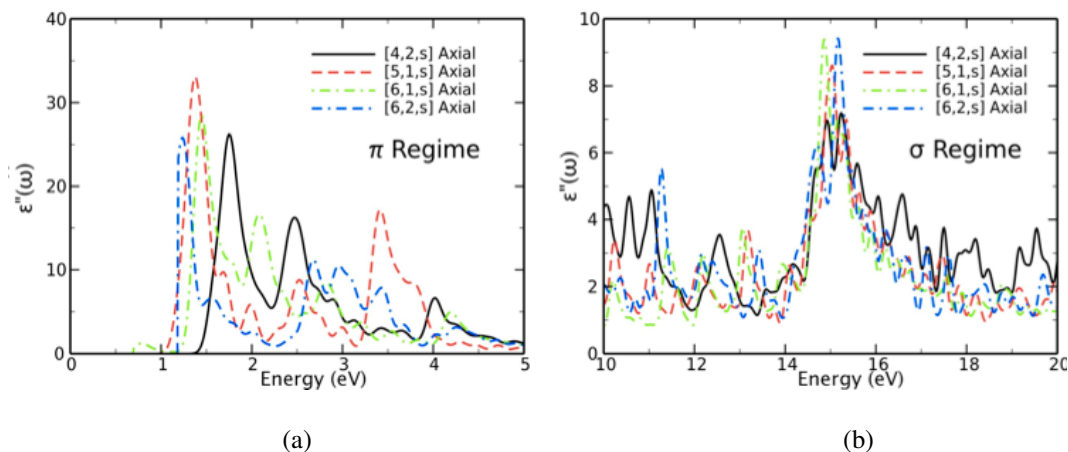 40
30
20
10
0
0 1 2 3 4 5
ε"(ω)
Energy (eV)
[4,2,s] Axial
[5,1,s] Axial
[6,1,s] Axial
[6,2,s] Axial
π Regime
(a)
10
8
6
4
2
0
10 12 14 16 18 20
ε"(ω)
Energy (eV)
[4,2,s] Axial
[5,1,s] Axial
[6,1,s] Axial
[6,2,s] Axial
σ Regime
(b)